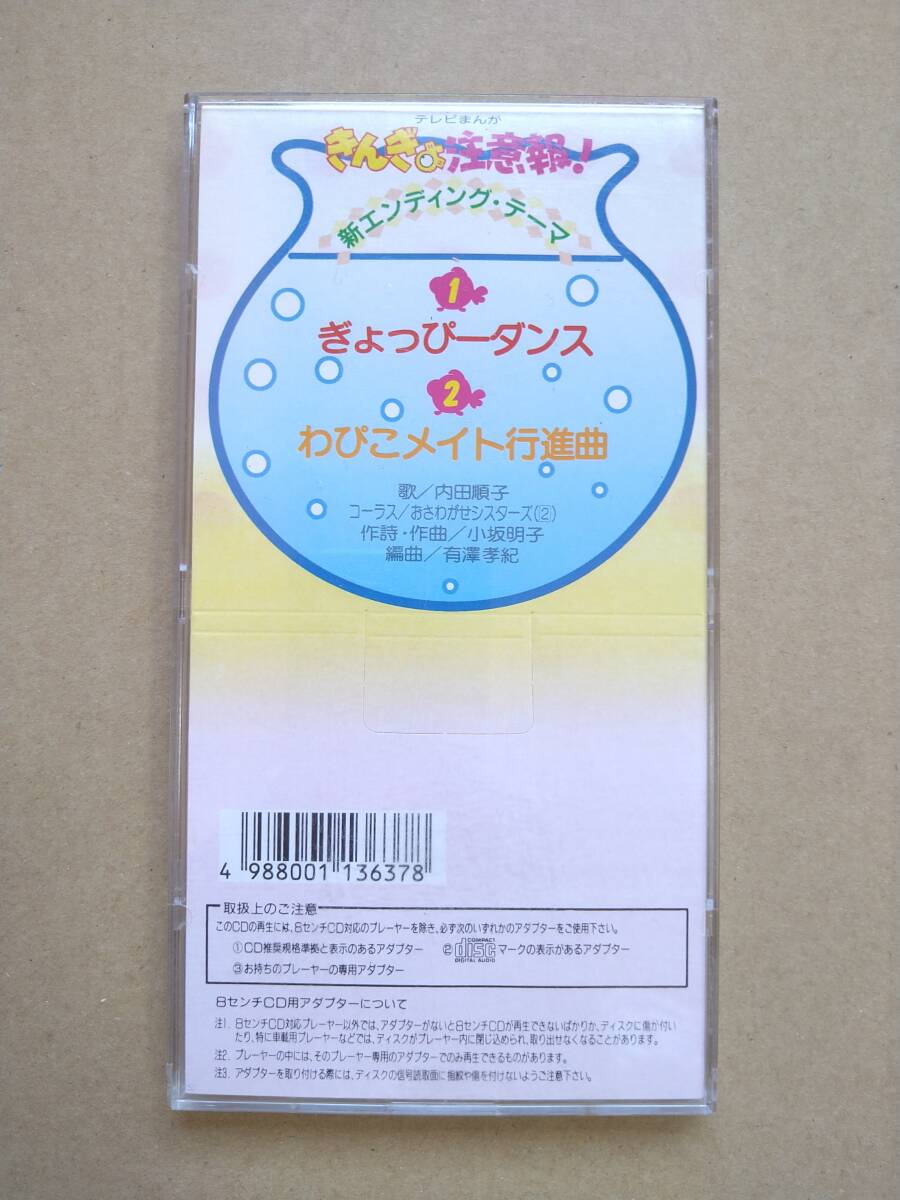 テレビまんが
きんぎょ注意報!
新エンディング・テーマ
1
ぎょっぴーダンス
2
わぴこメイト行進曲
歌／内田順子
コーラス／おさわがせシスターズ(②)
作詩・作曲／小坂明子
編曲／有澤孝紀
4 988001 136378
取扱上のご注意
このCDの再生には、8センチCD対応のプレーヤーを除き、必ず次のいずれかのアダプターをご使用下さい。
①CD推奨規格準拠と表示のあるアダプター ② COMPACT disc DIGITAL AUDIO マークの表示があるアダプター
③お持ちのプレーヤーの専用アダプター
8センチCD用アダプターについて
注1. 8センチCD対応プレーヤー以外では、アダプターがないと8センチCDが再生できないばかりか、ディスクに傷が付い
たり、特に車載用プレーヤーなどでは、ディスクがプレーヤー内に閉じ込められ、取り出せなくなることがあります。
注2. プレーヤーの中には、そのプレーヤー専用のアダプターでのみ再生できるものがあります。
注3. アダプターを取り付ける際には、ディスクの信号読取面に指紋や傷を付けないようご注意下さい。